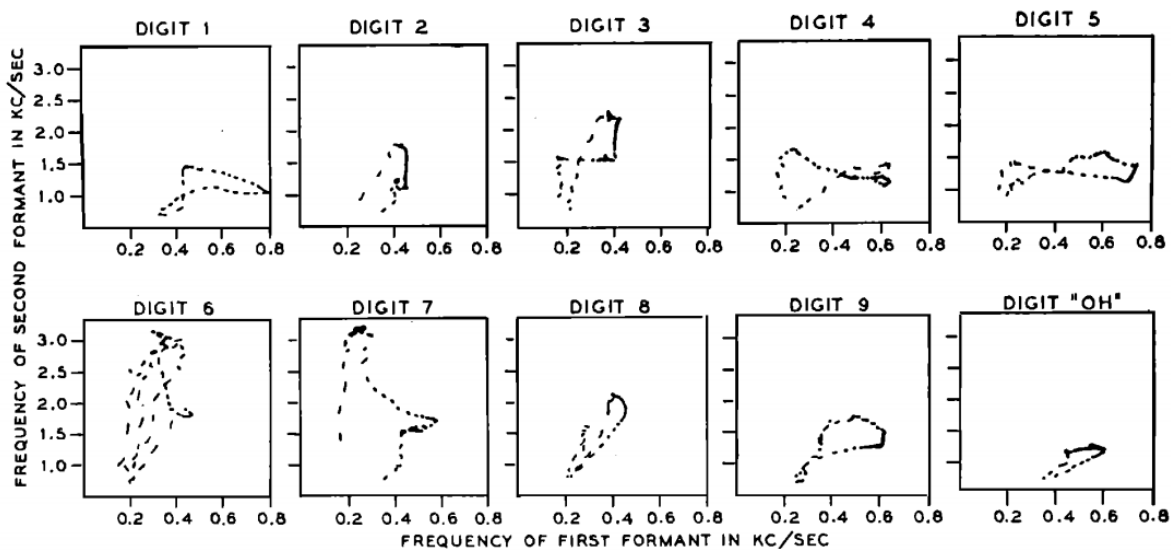 DIGIT 1 DIGIT 2 DIGIT 3 DIGIT 4 DIGIT 5
FREQUENCY OF SECOND FORMANT IN KC/SEC
3.0
2.5
2.0
1.5
1.0
0.2 0.4 0.6 0.8 0.2 0.4 0.6 0.8 0.2 0.4 0.6 0.8 0.2 0.4 0.6 0.8 0.2 0.4 0.6 0.8
DIGIT 6 DIGIT 7 DIGIT 8 DIGIT 9 DIGIT "OH"
3.0
2.5
2.0
1.5
1.0
0.2 0.4 0.6 0.8 0.2 0.4 0.6 0.8 0.2 0.4 0.6 0.8 0.2 0.4 0.6 0.8 0.2 0.4 0.6 0.8
FREQUENCY OF FIRST FORMANT IN KC/SEC